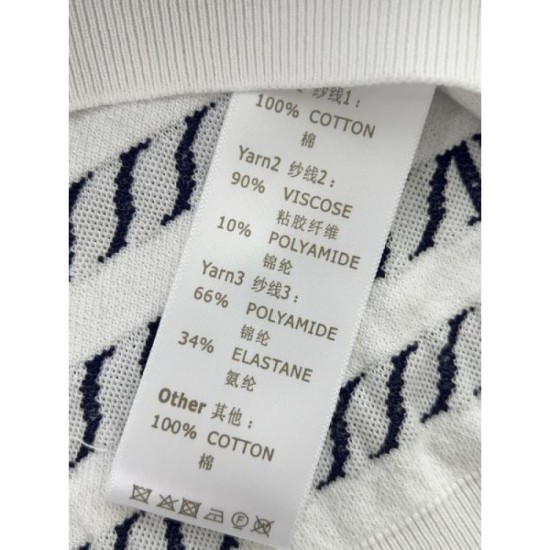 纱线1:
100% COTTON
棉
Yarn2 纱线2:
90% VISCOSE
粘胶纤维
10% POLYAMIDE
锦纶
Yarn3 纱线3:
66% POLYAMIDE
锦纶
34% ELASTANE
氨纶
Other 其他:
100% COTTON
棉